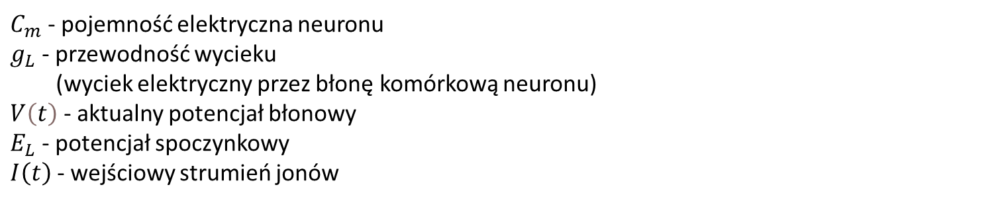 Cₘ - pojemność elektryczna neuronu
g_L - przewodność wycieku
(wyciek elektryczny przez błonę komórkową neuronu)
V(t) - aktualny potencjał błonowy
E_L - potencjał spoczynkowy
I(t) - wejściowy strumień jonów